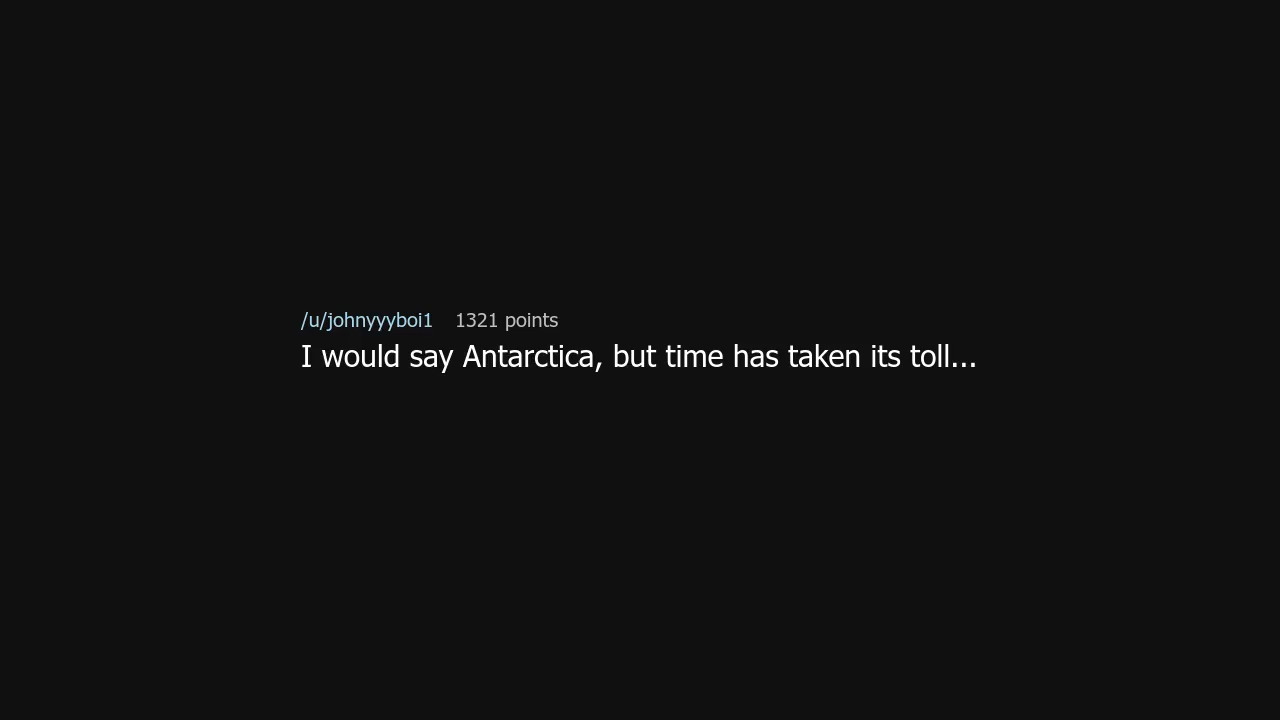 /u/johnyyyboi1 1321 points
I would say Antarctica, but time has taken its toll...